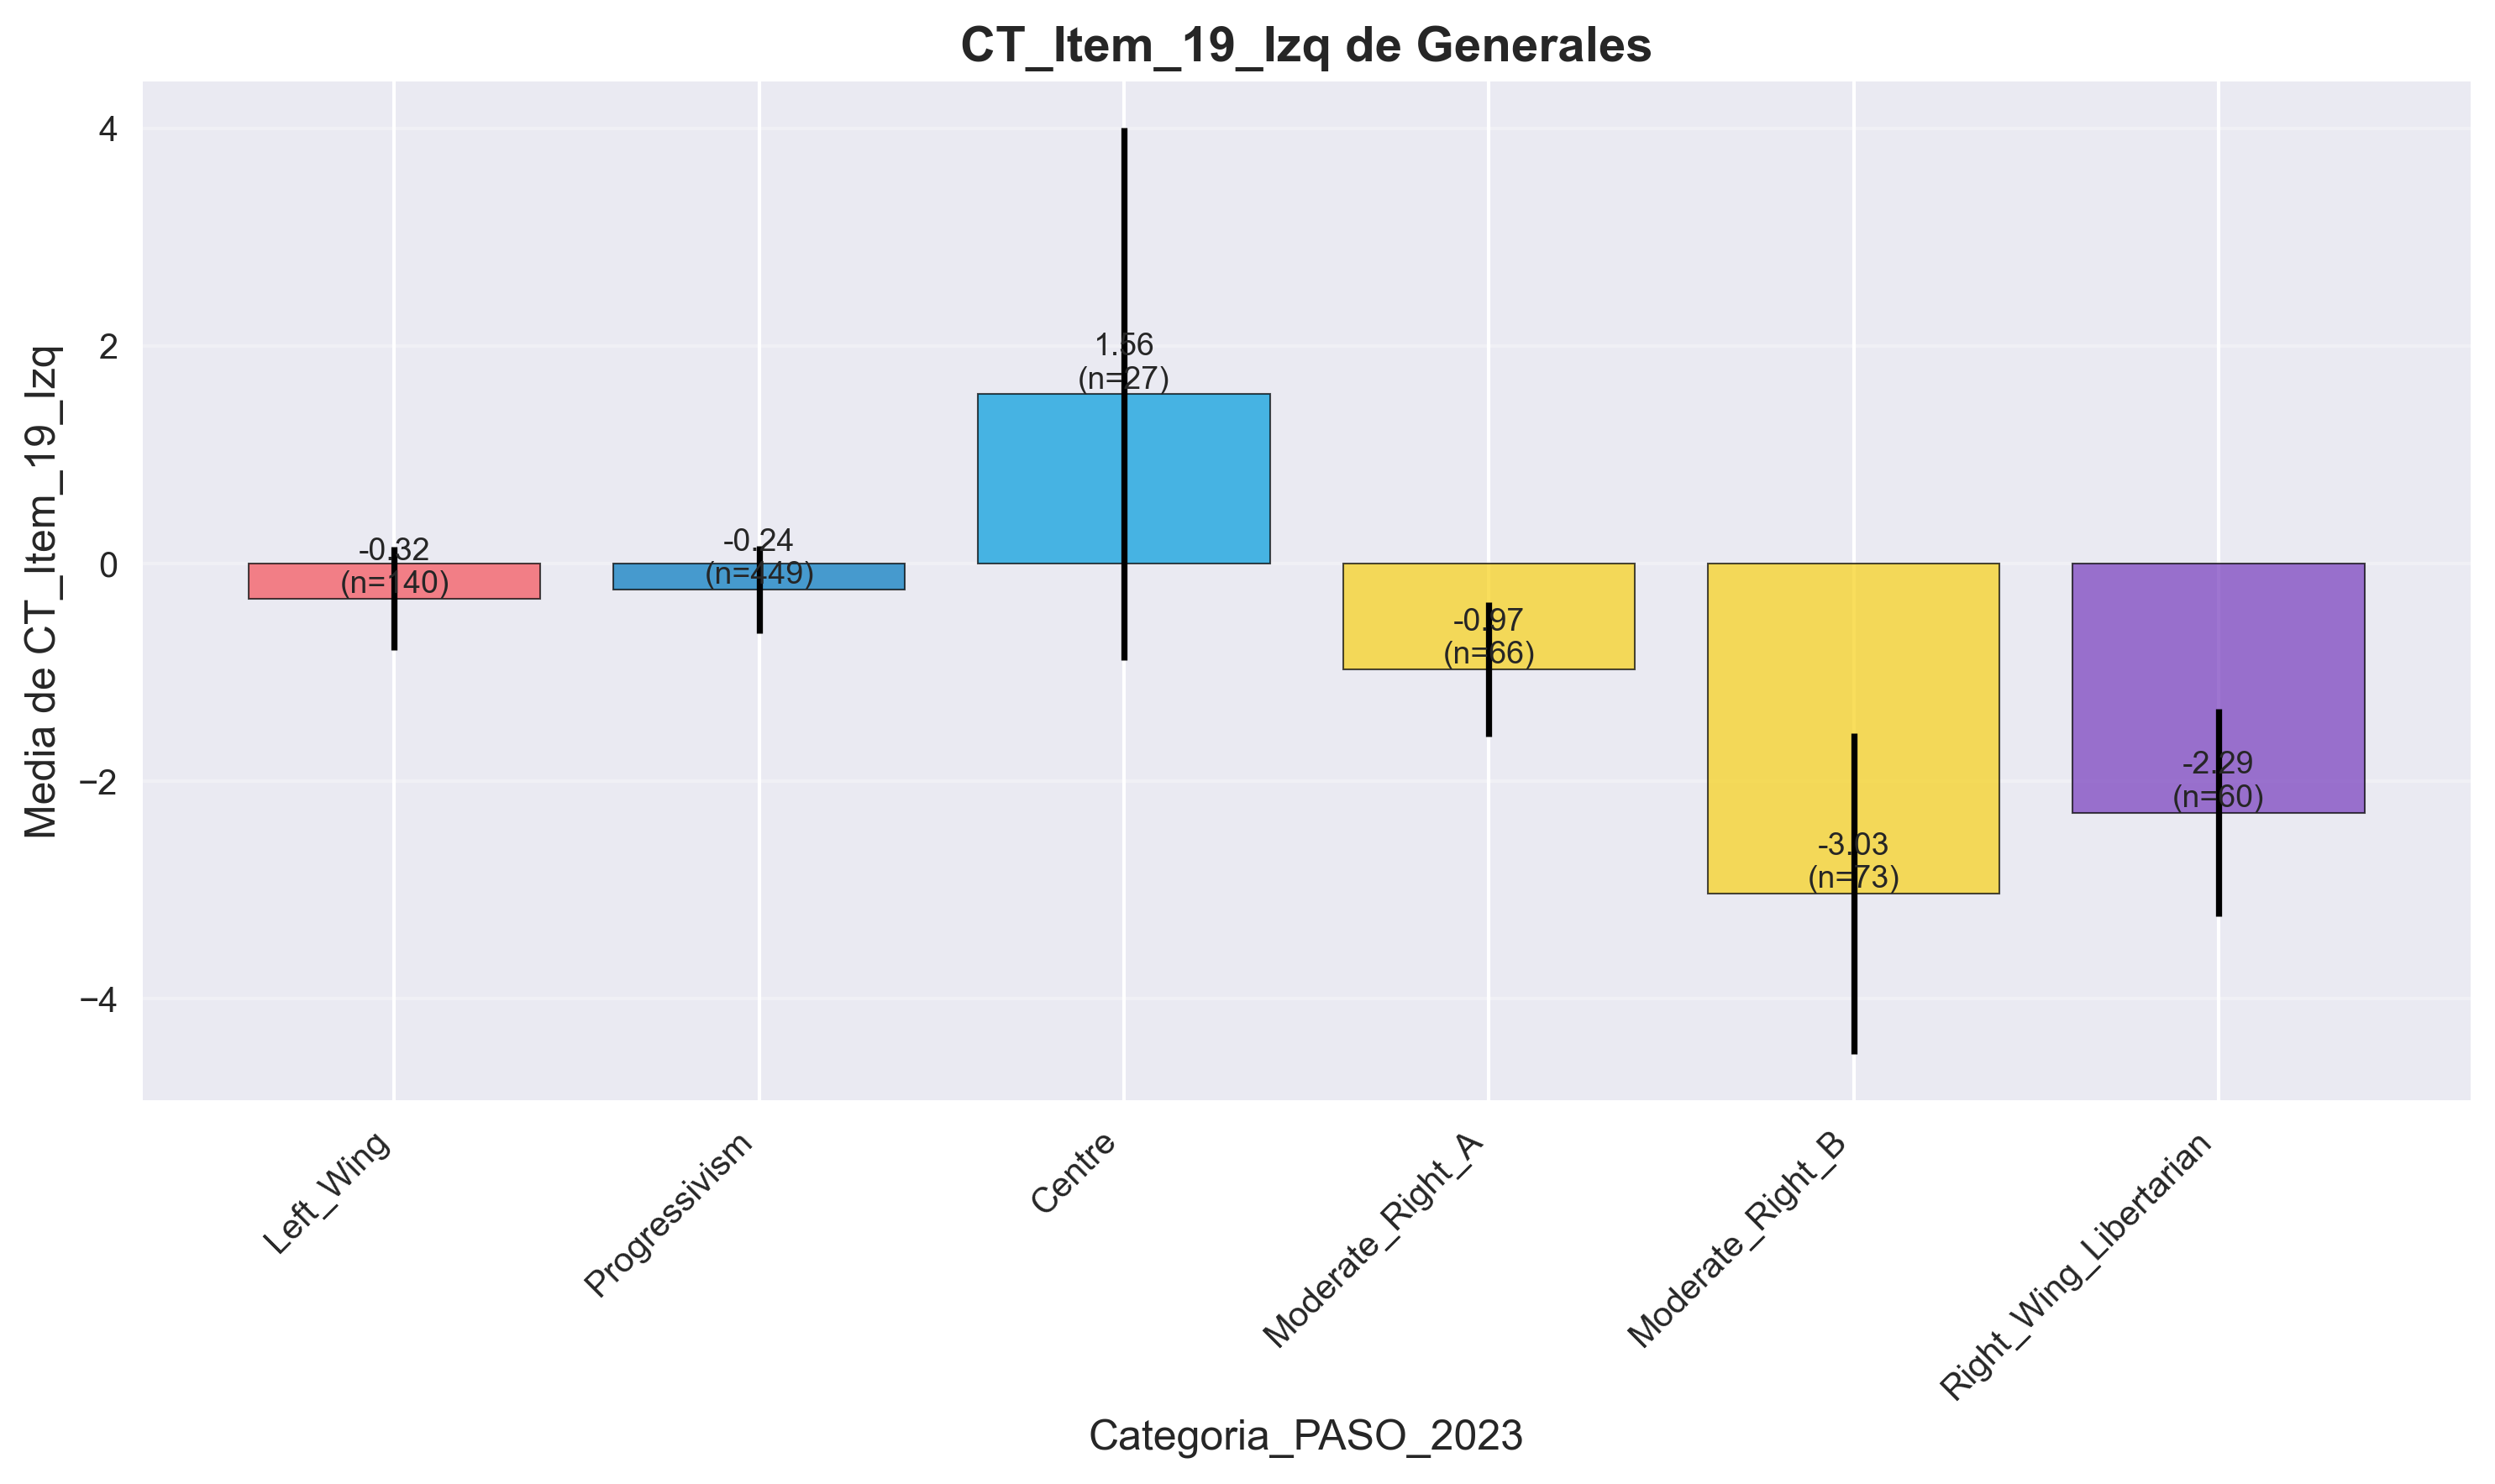 CT_Item_19_Izq de Generales
Media de CT_Item_19_Izq
4
2
0
−2
−4
-0.32
(n=140)
-0.24
(n=449)
1.56
(n=27)
-0.97
(n=66)
-3.03
(n=73)
-2.29
(n=60)
Left_Wing
Progressivism
Centre
Moderate_Right_A
Moderate_Right_B
Right_Wing_Libertarian
Categoria_PASO_2023